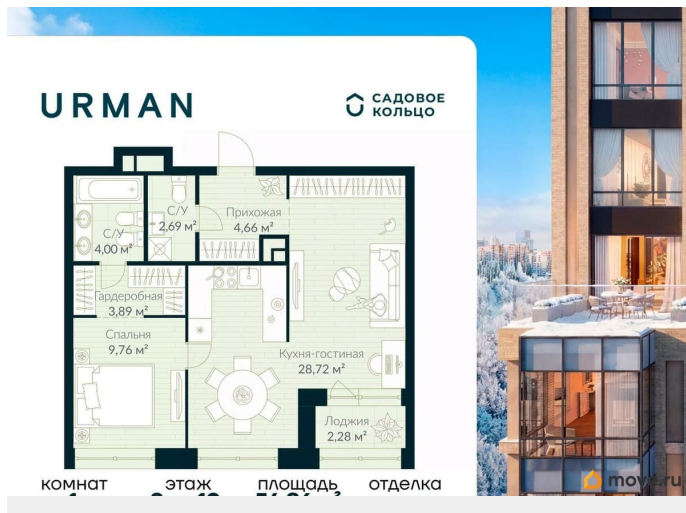 URMAN
САДОВОЕ
КОЛЬЦО
С/У
2.69 м²
Прихожая
4.66 м²
С/У
4.00 м²
Гардеробная
3.89 м²
Спальня
9.76 м²
Кухня-гостиная
28.72 м²
Лоджия
2.28 м²
комнат этаж площадь отделка
move.ru